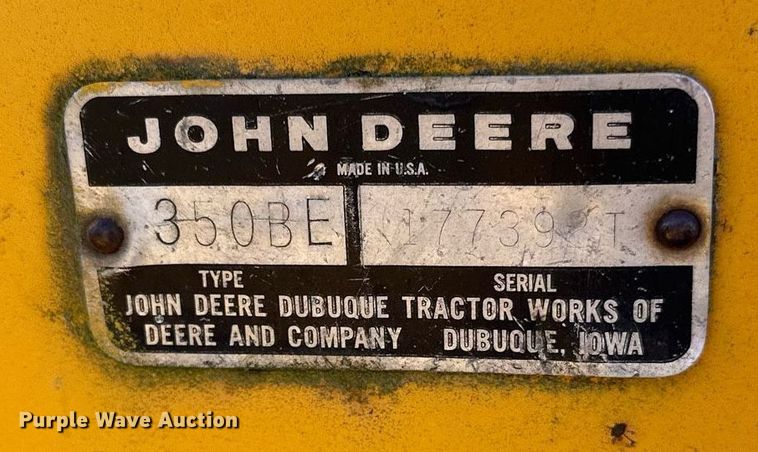 JOHN DEERE
MADE IN U.S.A.
350BE
TYPE SERIAL
JOHN DEERE DUBUQUE TRACTOR WORKS OF
DEERE AND COMPANY DUBUQUE, IOWA
Purple Wave Auction